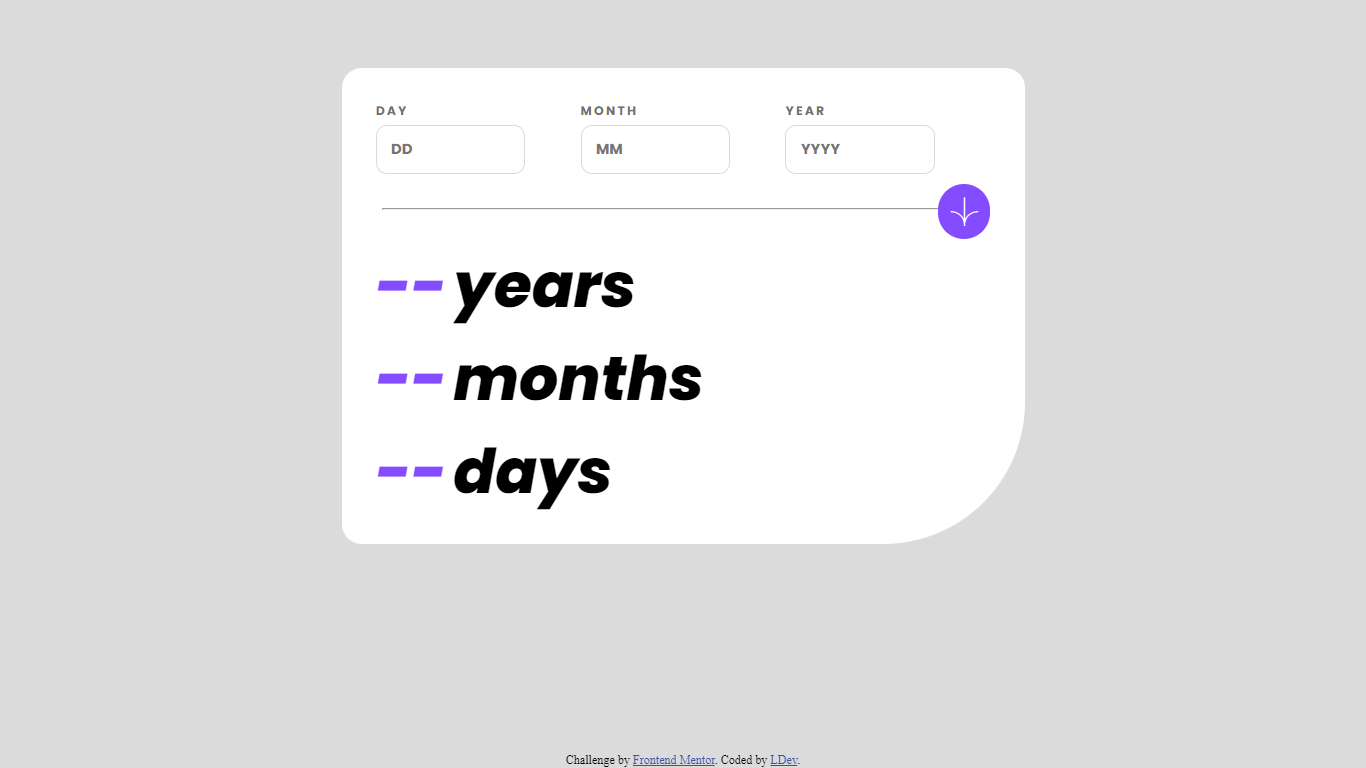 DAY MONTH YEAR
DD MM YYYY
-- years
-- months
-- days
Challenge by Frontend Mentor. Coded by LDev.